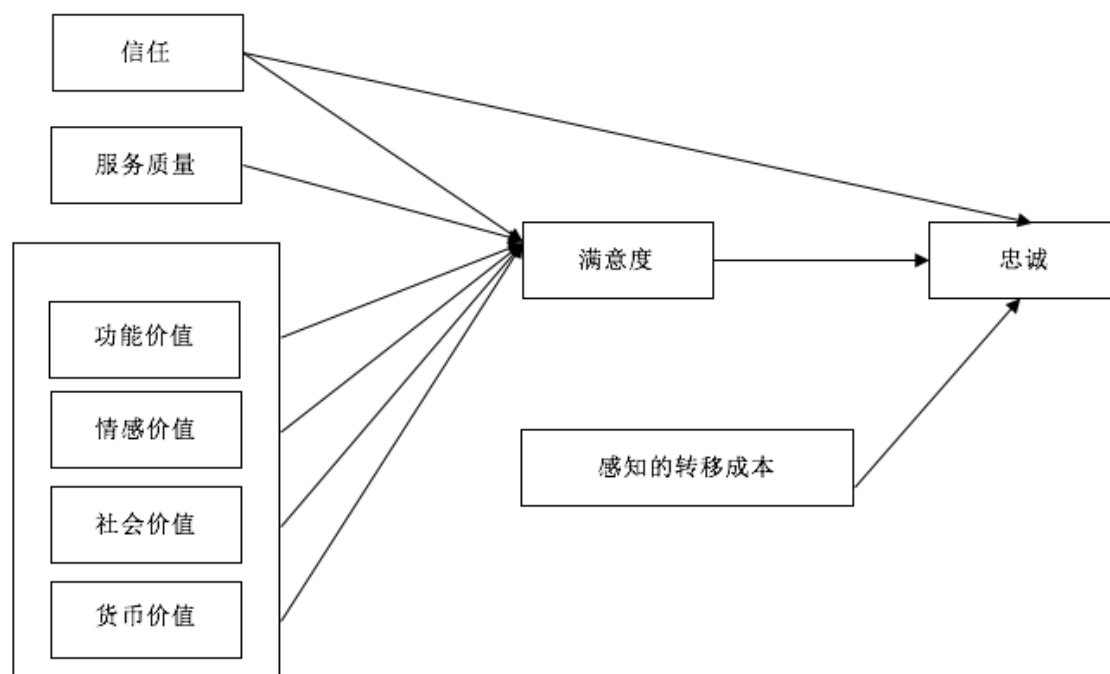 信任
服务质量
满意度
忠诚
功能价值
情感价值
感知的转移成本
社会价值
货币价值